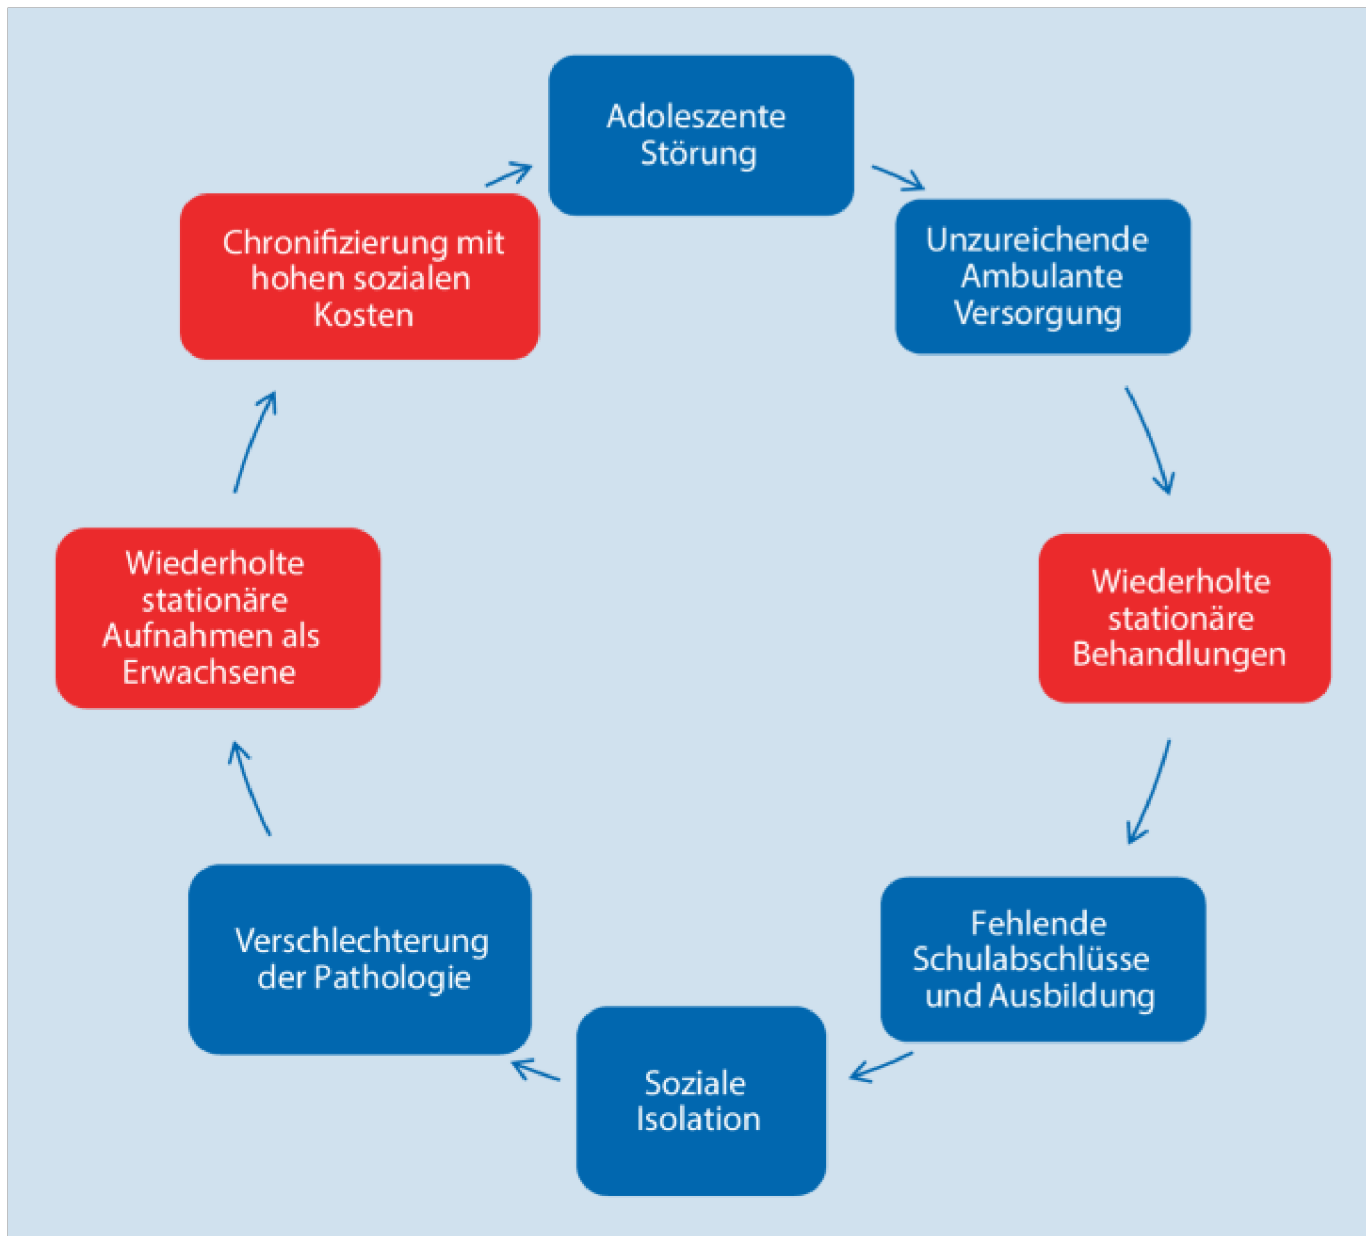 Adoleszente
Störung
Unzureichende
Ambulante
Versorgung
Wiederholte
stationäre
Behandlungen
Fehlende
Schulabschlüsse
und Ausbildung
Soziale
Isolation
Verschlechterung
der Pathologie
Wiederholte
stationäre
Aufnahmen als
Erwachsene
Chronifizierung mit
hohen sozialen
Kosten